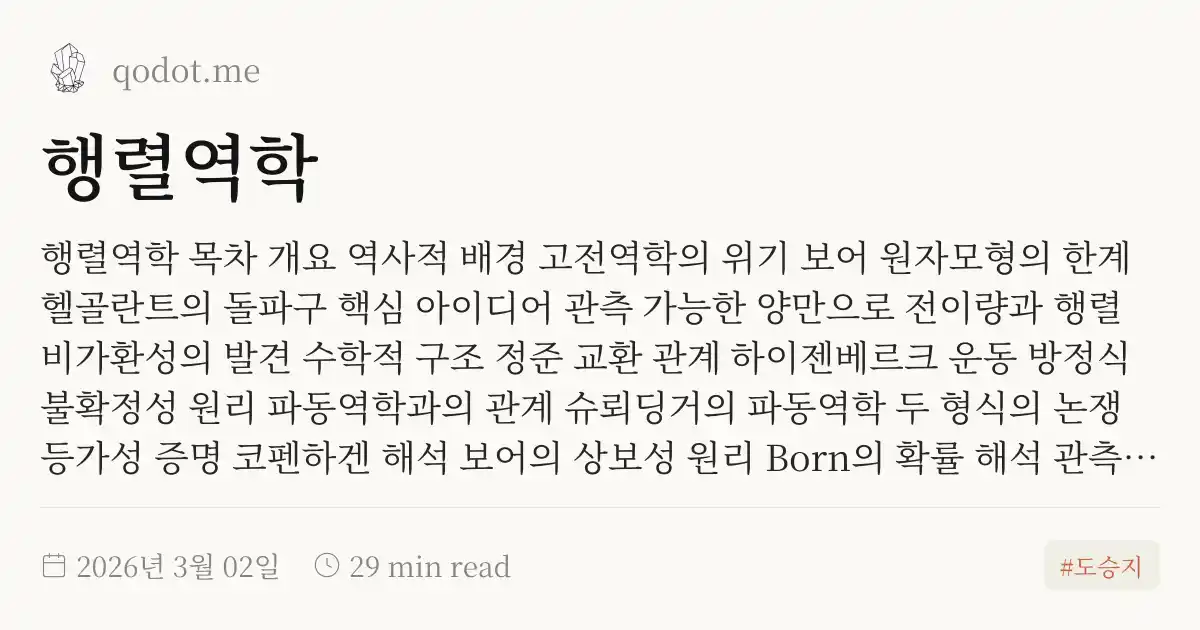 qodot.me
행렬역학
행렬역학 목차 개요 역사적 배경 고전역학의 위기 보어 원자모형의 한계
헬골란트의 돌파구 핵심 아이디어 관측 가능한 양만으로 전이량과 행렬
비가환성의 발견 수학적 구조 정준 교환 관계 하이젠베르크 운동 방정식
불확정성 원리 파동역학과의 관계 슈뢰딩거의 파동역학 두 형식의 논쟁
등가성 증명 코펜하겐 해석 보어의 상보성 원리 Born의 확률 해석 관측…
2026년 3월 02일
29 min read
#도승지